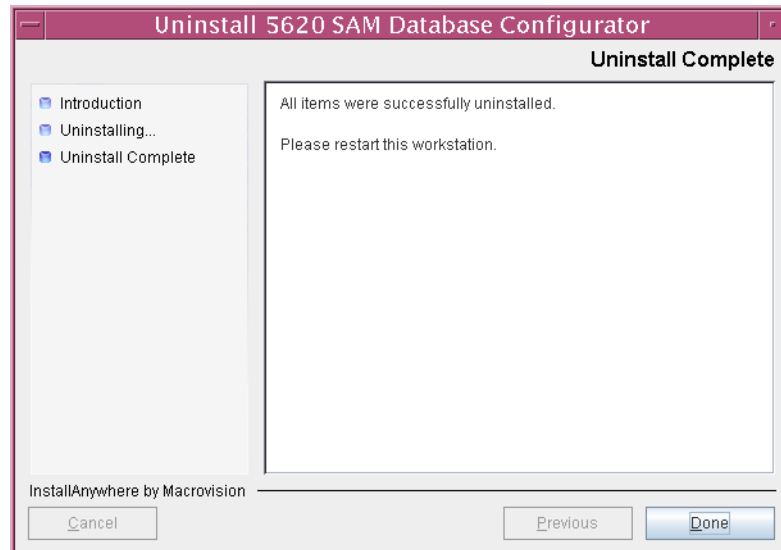 Uninstall 5620 SAM Database Configurator
Uninstall Complete
Introduction
Uninstalling...
Uninstall Complete
All items were successfully uninstalled.
Please restart this workstation.
InstallAnywhere by Macrovision
Cancel
Previous
Done